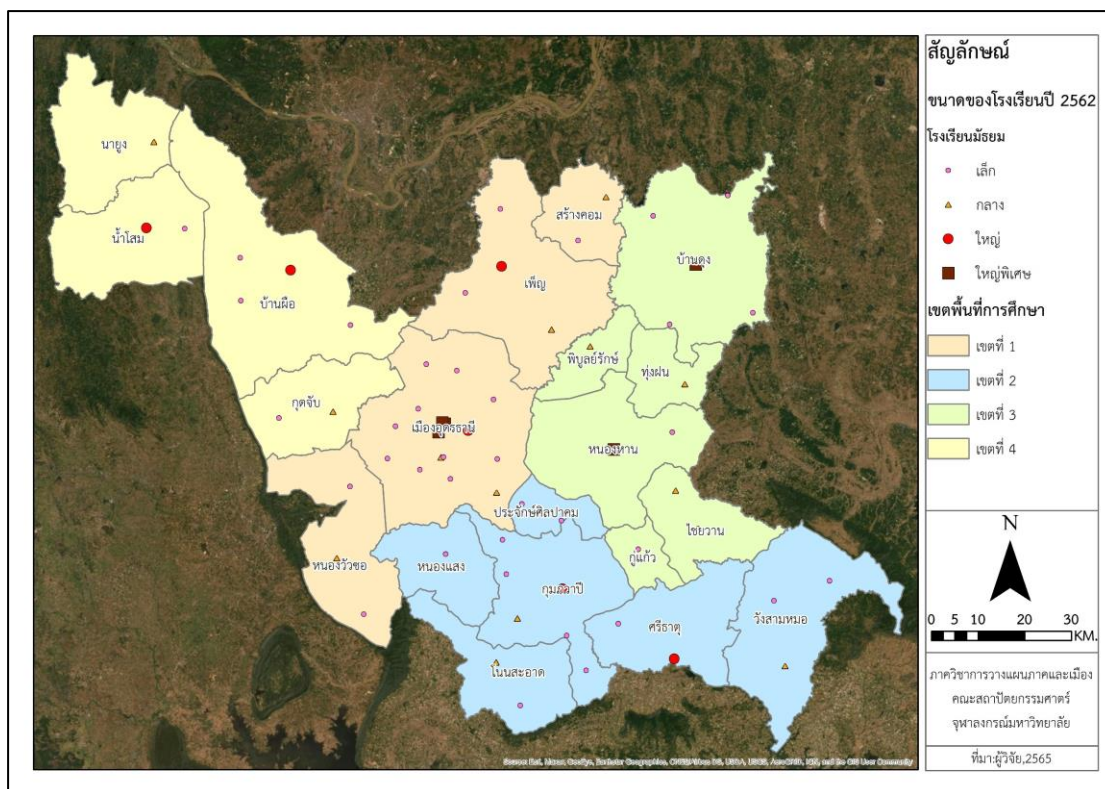 สัญลักษณ์
ขนาดของโรงเรียนปี 2562
โรงเรียนมัธยม
เล็ก
กลาง
ใหญ่
ใหญ่พิเศษ
เขตพื้นที่การศึกษา
เขตที่ 1
เขตที่ 2
เขตที่ 3
เขตที่ 4
N
0 5 10 20 30
KM.
ภาควิชาการวางแผนภาคและเมือง
คณะสถาปัตยกรรมศาตร์
จุฬาลงกรณ์มหาวิทยาลัย
ที่มา:ผู้วิจัย,2565
นายูง
น้ำโสม
สร้างคอม
บ้านดุง
เพ็ญ
บ้านผือ
พิบูลย์รักษ์
ทุ่งฝน
กุดจับ
เมืองอุดรธานี
หนองหาน
ประจักษ์ศิลปาคม
ไชยวาน
หนองวัวซอ
หนองแสง
กู่แก้ว
กุมภวาปี
วังสามหมอ
ศรีธาตุ
โนนสะอาด